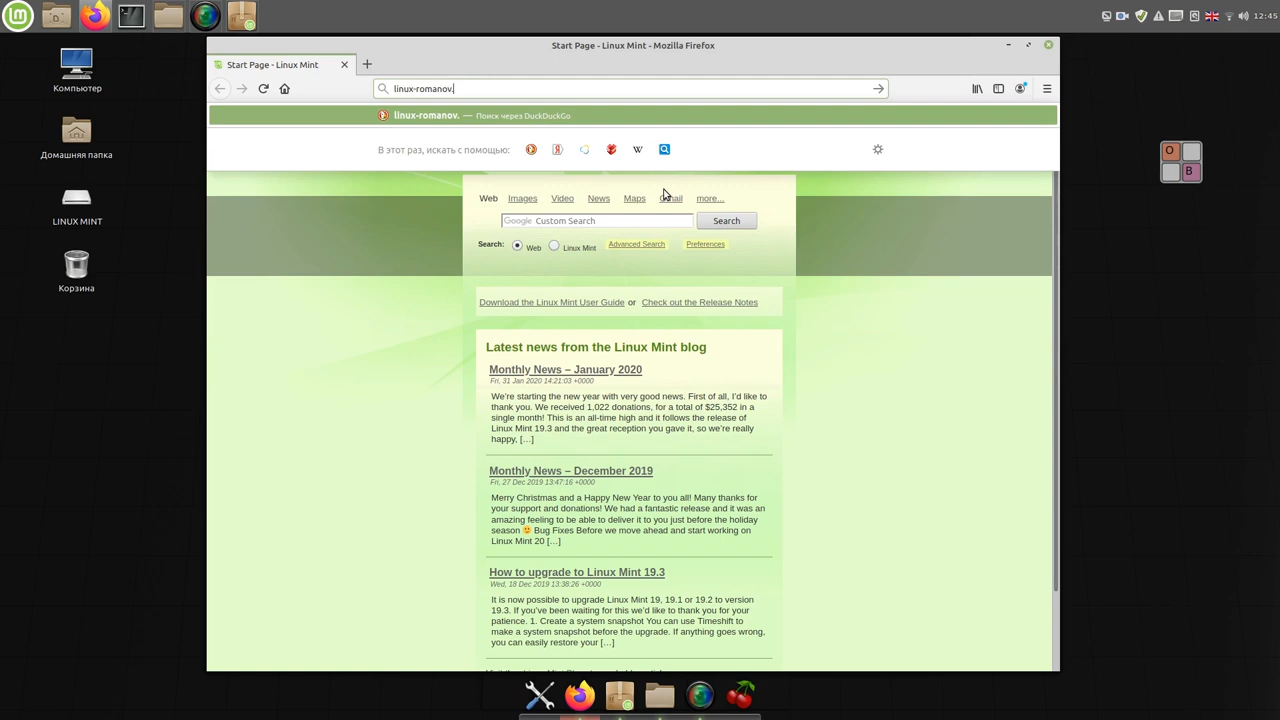 12:45
Start Page - Linux Mint - Mozilla Firefox
Start Page - Linux Mint
linux-romanov.
linux-romanov. — Поиск через DuckDuckGo
В этот раз, искать с помощью:
Web Images Video News Maps Gmail more...
Google Custom Search Search
Search: Web Linux Mint Advanced Search Preferences
Download the Linux Mint User Guide or Check out the Release Notes
Latest news from the Linux Mint blog
Monthly News – January 2020
Fri, 31 Jan 2020 14:21:03 +0000
We're starting the new year with very good news. First of all, I'd like to
thank you. We received 1,022 donations, for a total of $25,352 in a
single month! This is an all-time high and it follows the release of
Linux Mint 19.3 and the great reception you gave it, so we're really
happy, […]
Monthly News – December 2019
Fri, 27 Dec 2019 13:47:16 +0000
Merry Christmas and a Happy New Year to you all! Many thanks for
your support and donations! We had a fantastic release and it was an
amazing feeling to be able to deliver it to you just before the holiday
season 🙂 Bug Fixes Before we move ahead and start working on
Linux Mint 20 […]
How to upgrade to Linux Mint 19.3
Wed, 18 Dec 2019 13:38:26 +0000
It is now possible to upgrade Linux Mint 19, 19.1 or 19.2 to version
19.3. If you've been waiting for this we'd like to thank you for your
patience. 1. Create a system snapshot You can use Timeshift to
make a system snapshot before the upgrade. If anything goes wrong,
you can easily restore your […]
Компьютер
Домашняя папка
LINUX MINT
Корзина
O
B